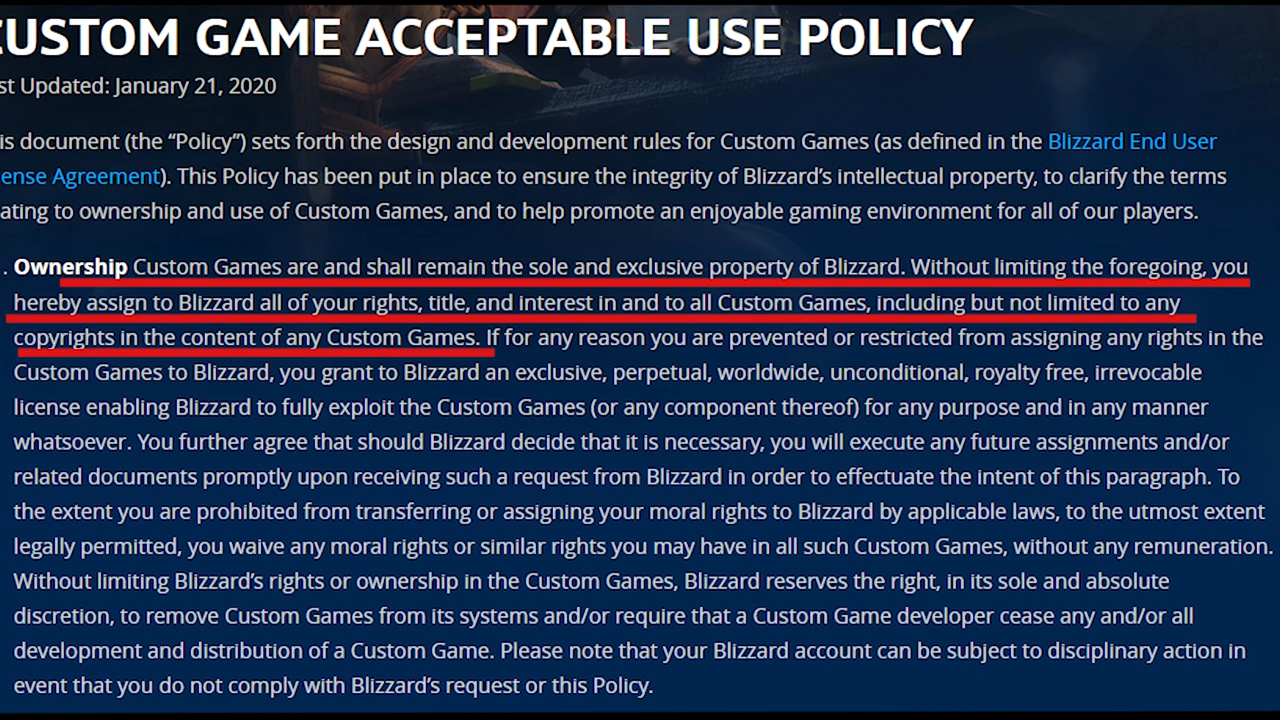 CUSTOM GAME ACCEPTABLE USE POLICY
st Updated: January 21, 2020
is document (the “Policy”) sets forth the design and development rules for Custom Games (as defined in the Blizzard End User
ense Agreement). This Policy has been put in place to ensure the integrity of Blizzard’s intellectual property, to clarify the terms
ating to ownership and use of Custom Games, and to help promote an enjoyable gaming environment for all of our players.
. Ownership Custom Games are and shall remain the sole and exclusive property of Blizzard. Without limiting the foregoing, you
hereby assign to Blizzard all of your rights, title, and interest in and to all Custom Games, including but not limited to any
copyrights in the content of any Custom Games. If for any reason you are prevented or restricted from assigning any rights in the
Custom Games to Blizzard, you grant to Blizzard an exclusive, perpetual, worldwide, unconditional, royalty free, irrevocable
license enabling Blizzard to fully exploit the Custom Games (or any component thereof) for any purpose and in any manner
whatsoever. You further agree that should Blizzard decide that it is necessary, you will execute any future assignments and/or
related documents promptly upon receiving such a request from Blizzard in order to effectuate the intent of this paragraph. To
the extent you are prohibited from transferring or assigning your moral rights to Blizzard by applicable laws, to the utmost extent
legally permitted, you waive any moral rights or similar rights you may have in all such Custom Games, without any remuneration.
Without limiting Blizzard’s rights or ownership in the Custom Games, Blizzard reserves the right, in its sole and absolute
discretion, to remove Custom Games from its systems and/or require that a Custom Game developer cease any and/or all
development and distribution of a Custom Game. Please note that your Blizzard account can be subject to disciplinary action in
event that you do not comply with Blizzard’s request or this Policy.